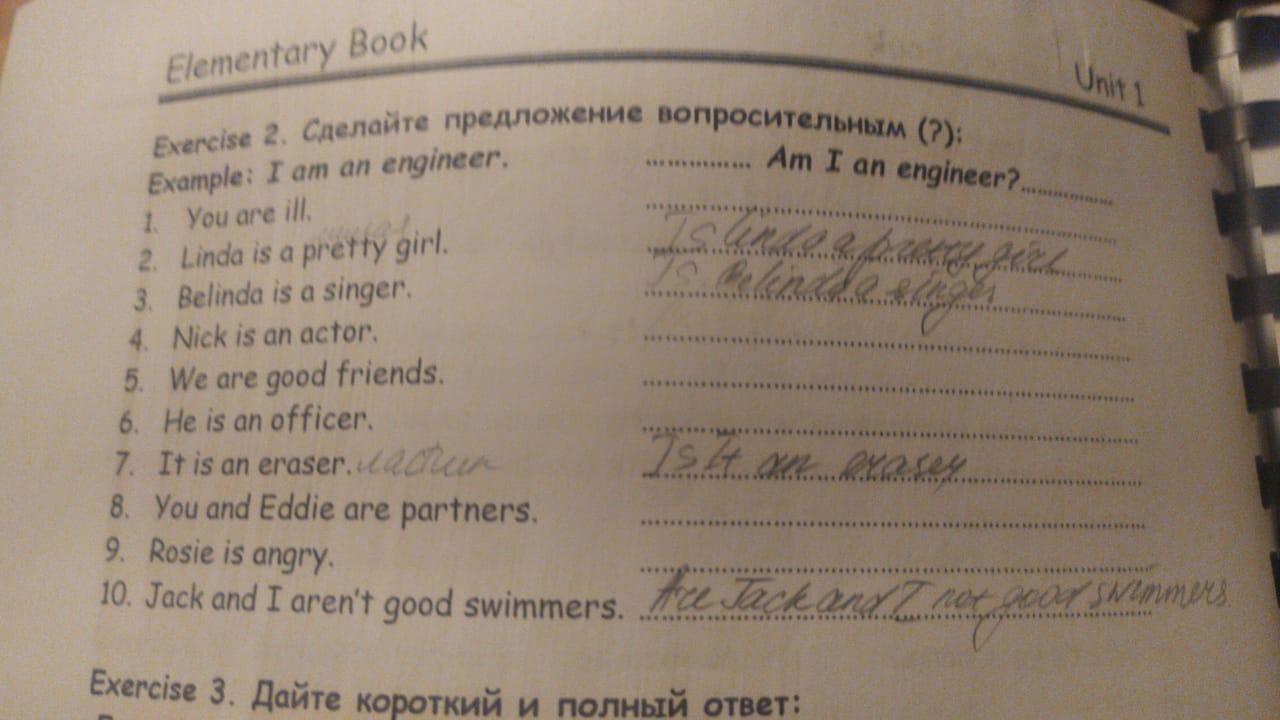 Elementary Book
Unit 1
Exercise 2. Сделайте предложение вопросительным (?):
Example: I am an engineer. ............... Am I an engineer?...............
1. You are ill.
2. Linda is a pretty girl. Is linda a pretty girl
3. Belinda is a singer. Is Belinda a singer
4. Nick is an actor.
5. We are good friends.
6. He is an officer.
7. It is an eraser. ластик Is It an eraser
8. You and Eddie are partners.
9. Rosie is angry.
10. Jack and I aren't good swimmers. Are Jack and I not good swimmers
Exercise 3. Дайте короткий и полный ответ: